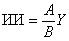 ИИ = A/B Y